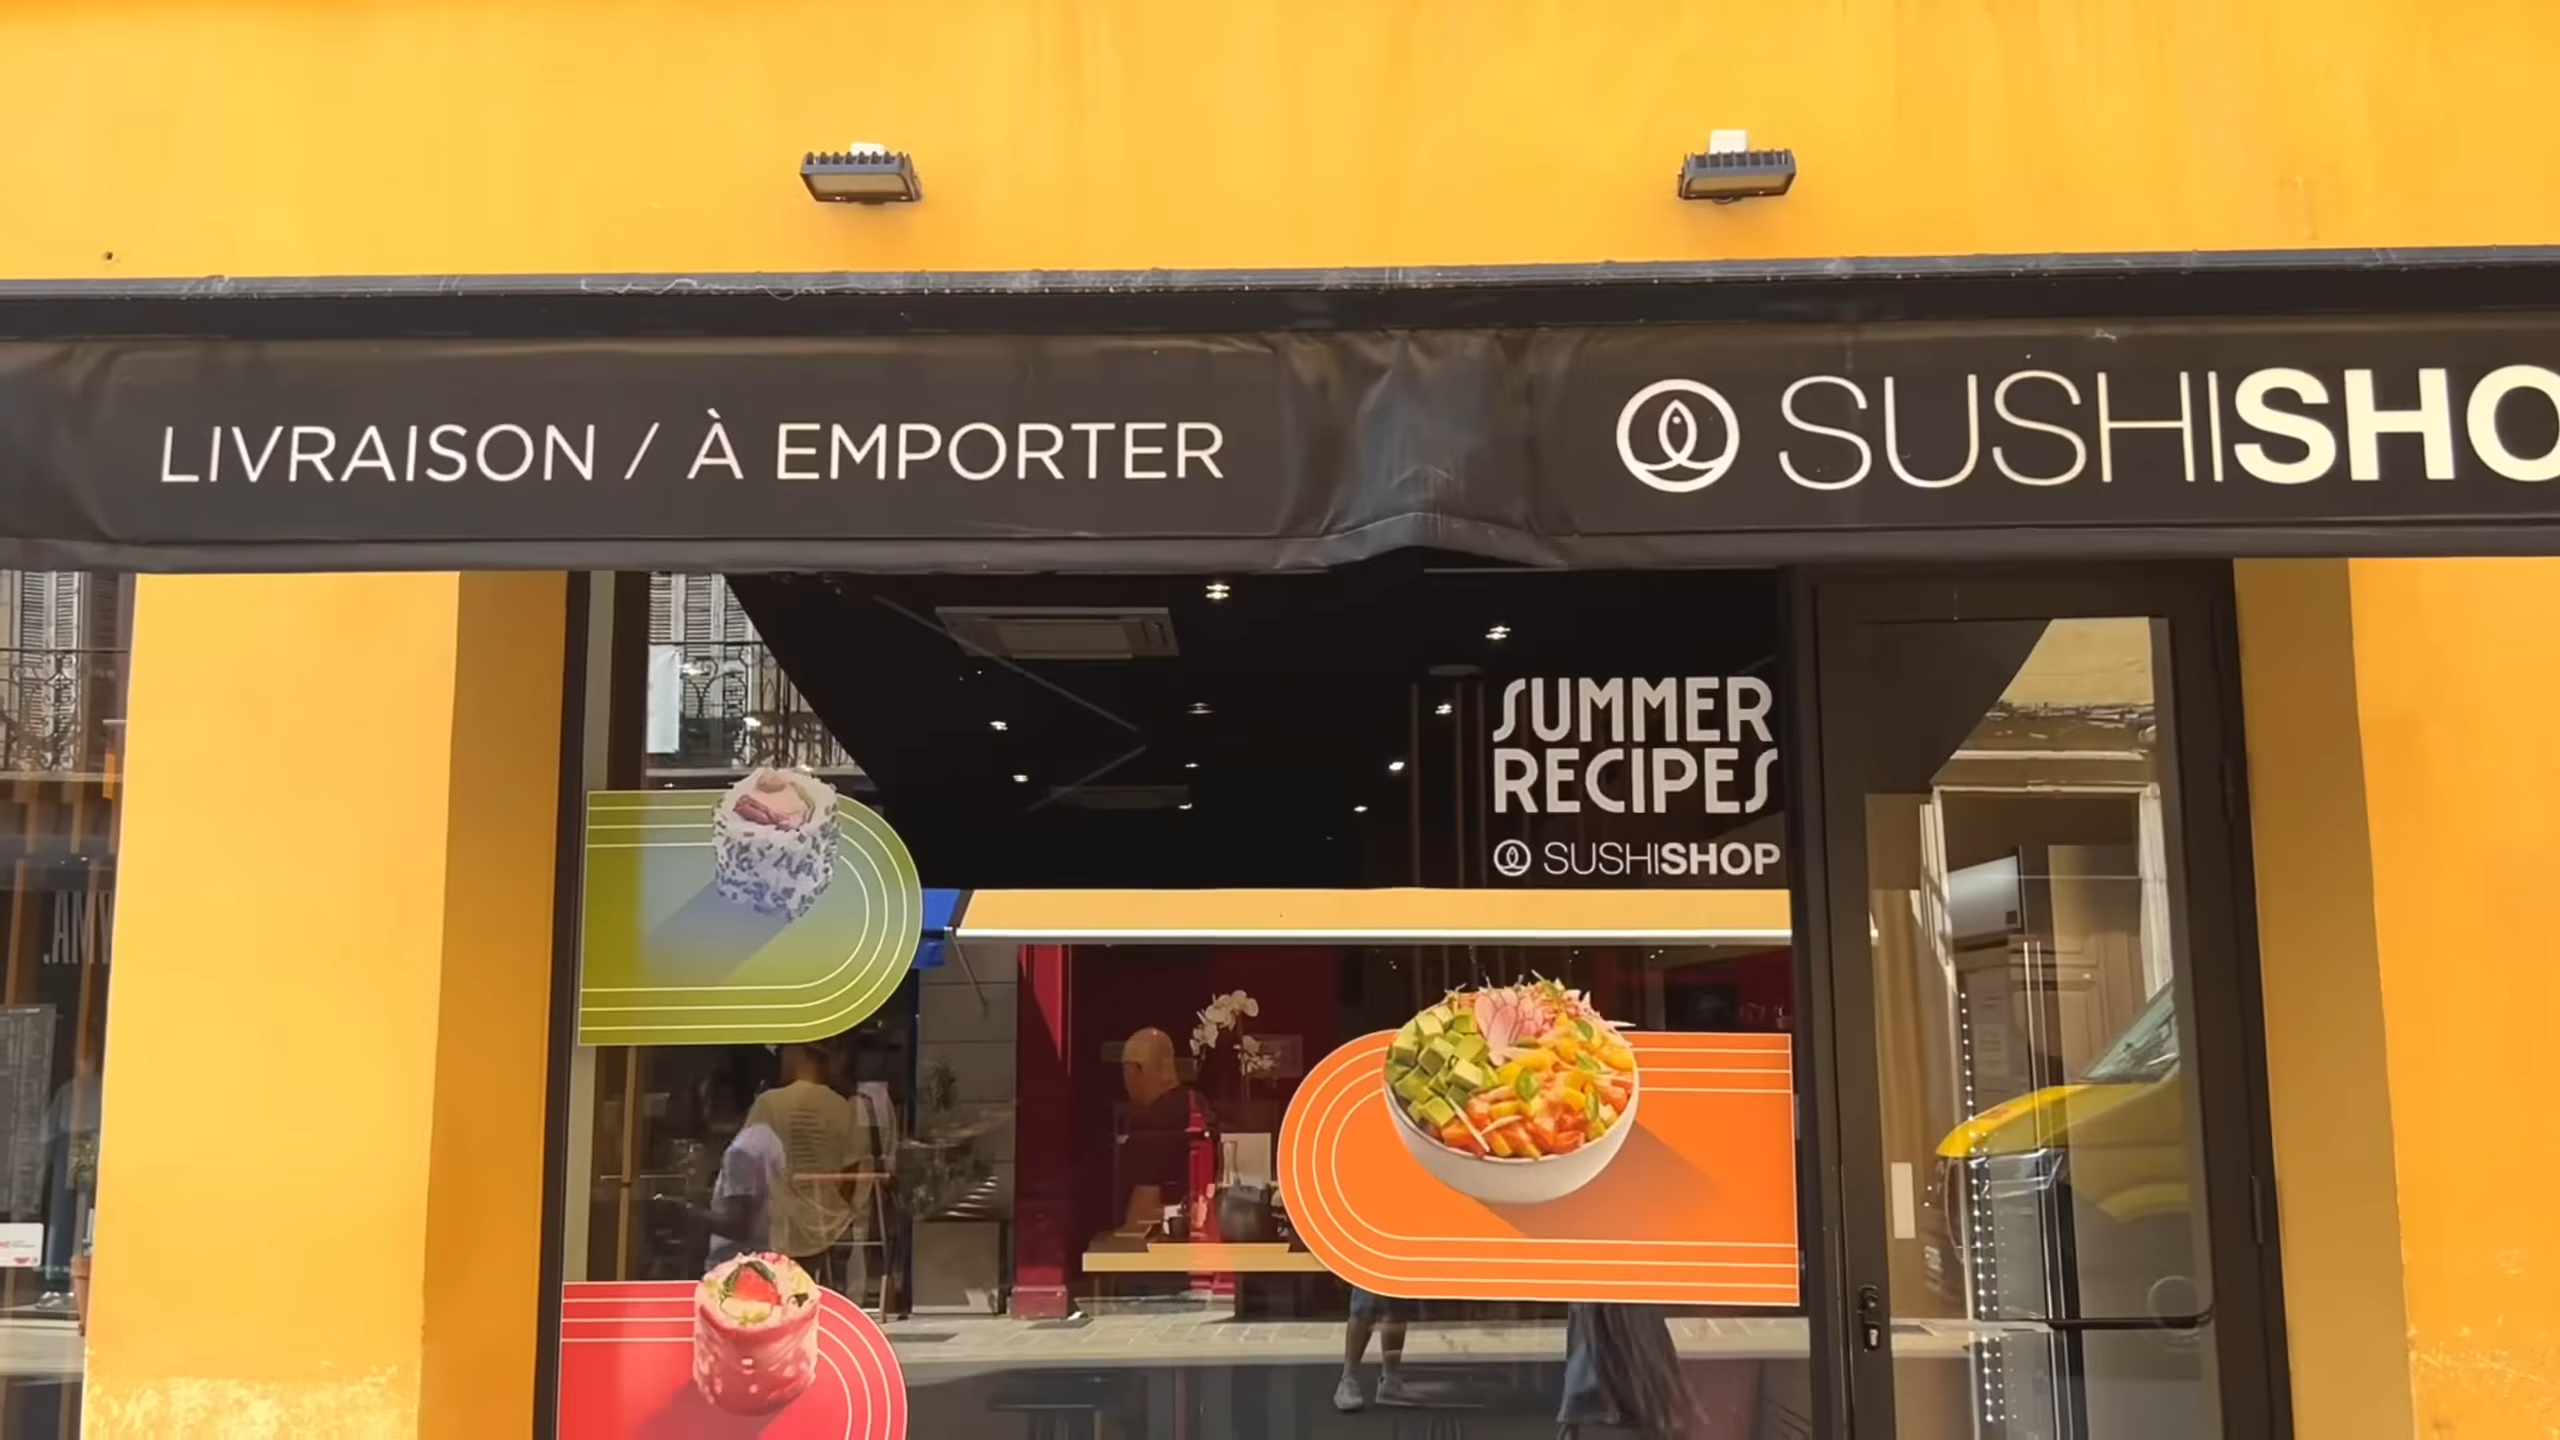 LIVRAISON / À EMPORTER
SUSHISHO
SUMMER
RECIPES
SUSHISHOP